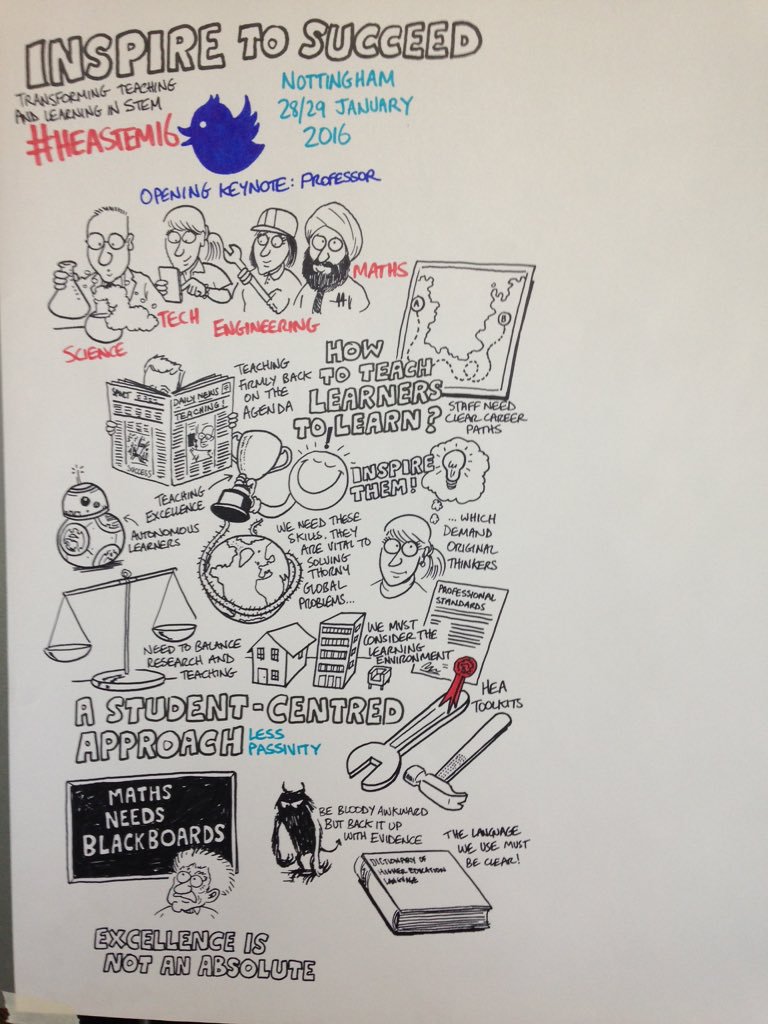 INSPIRE TO SUCCEED
TRANSFORMING TEACHING
AND LEARNING IN STEM
#HEASTEM16
NOTTINGHAM
28/29 JANUARY
2016
OPENING KEYNOTE: PROFESSOR
SCIENCE
TECH
ENGINEERING
MATHS
A
B
HOW
TO TEACH
LEARNERS
TO LEARN?
STAFF NEED
CLEAR CAREER
PATHS
TEACHING
FIRMLY BACK
ON THE
AGENDA
DAILY NEWS
TEACHING!
SUCCESS
TEACHING
EXCELLENCE
!
INSPIRE
THEM!
AUTONOMOUS
LEARNERS
WE NEED THESE
SKILLS. THEY
ARE VITAL TO
SOLVING
THORNY
GLOBAL
PROBLEMS...
... WHICH
DEMAND
ORIGINAL
THINKERS
NEED TO BALANCE
RESEARCH AND
TEACHING
WE MUST
CONSIDER THE
LEARNING
ENVIRONMENT
PROFESSIONAL
STANDARDS
HEA
TOOLKITS
A STUDENT-CENTRED
APPROACH
LESS
PASSIVITY
MATHS
NEEDS
BLACKBOARDS
BE BLOODY AWKWARD
BUT BACK IT UP
WITH EVIDENCE
THE LANGUAGE
WE USE MUST
BE CLEAR!
DICTIONARY OF
HIGHER EDUCATION
LANGUAGE
EXCELLENCE IS
NOT AN ABSOLUTE